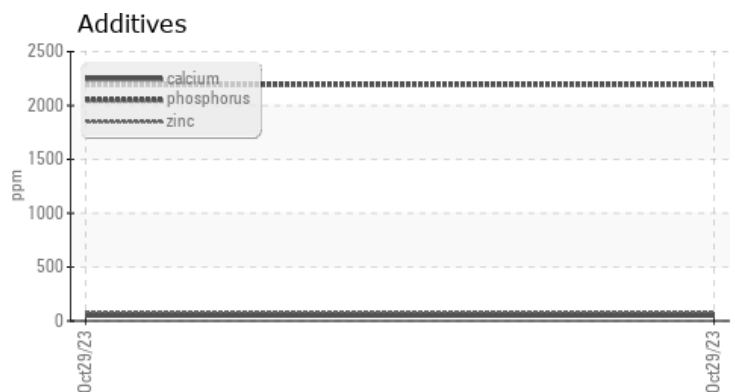 Additives
2500
2000
1500
1000
500
0
ppm
calcium
phosphorus
zinc
Oct29/23
Oct29/23